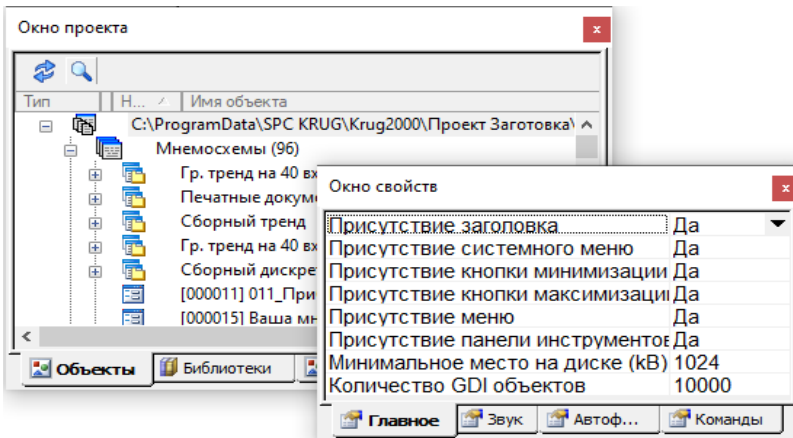 Окно проекта
Тип Н... Имя объекта
C:\ProgramData\SPC KRUG\Krug2000\Проект Заготовка\
Мнемосхемы (96)
Гр. тренд на 40 вх
Печатные докум
Сборный тренд
Гр. тренд на 40 вх
Сборный дискре
[000011] 011_При
[000015] Ваша мн
Объекты Библиотеки
Окно свойств
Присутствие заголовка Да
Присутствие системного меню Да
Присутствие кнопки минимизации Да
Присутствие кнопки максимизаци Да
Присутствие меню Да
Присутствие панели инструментов Да
Минимальное место на диске (kB) 1024
Количество GDI объектов 10000
Главное Звук Автоф... Команды